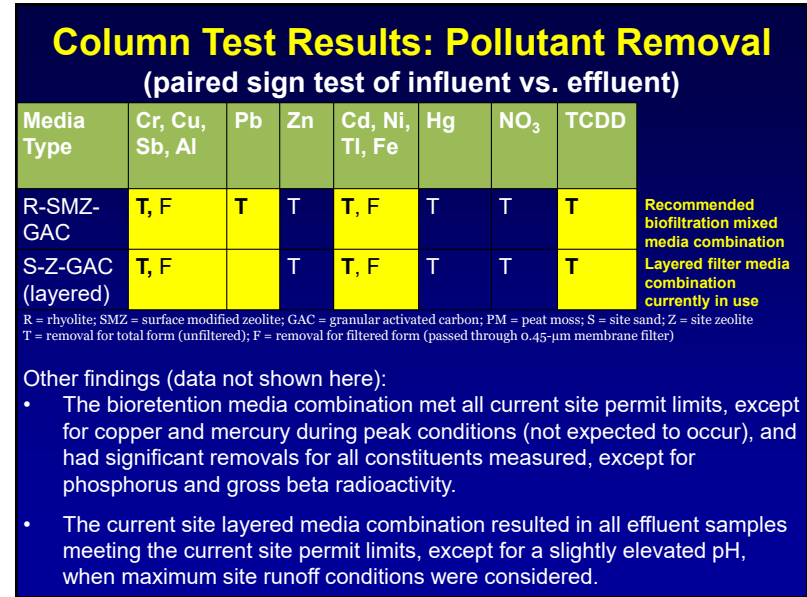 Column Test Results: Pollutant Removal
(paired sign test of influent vs. effluent)
Media Type Cr, Cu, Sb, Al Pb Zn Cd, Ni, Tl, Fe Hg NO3 TCDD
R-SMZ-GAC T, F T T T, F T T T Recommended biofiltration mixed media combination
S-Z-GAC (layered) T, F T T, F T T T Layered filter media combination currently in use
R = rhyolite; SMZ = surface modified zeolite; GAC = granular activated carbon; PM = peat moss; S = site sand; Z = site zeolite
T = removal for total form (unfiltered); F = removal for filtered form (passed through 0.45-µm membrane filter)
Other findings (data not shown here):
• The bioretention media combination met all current site permit limits, except
for copper and mercury during peak conditions (not expected to occur), and
had significant removals for all constituents measured, except for
phosphorus and gross beta radioactivity.
• The current site layered media combination resulted in all effluent samples
meeting the current site permit limits, except for a slightly elevated pH,
when maximum site runoff conditions were considered.